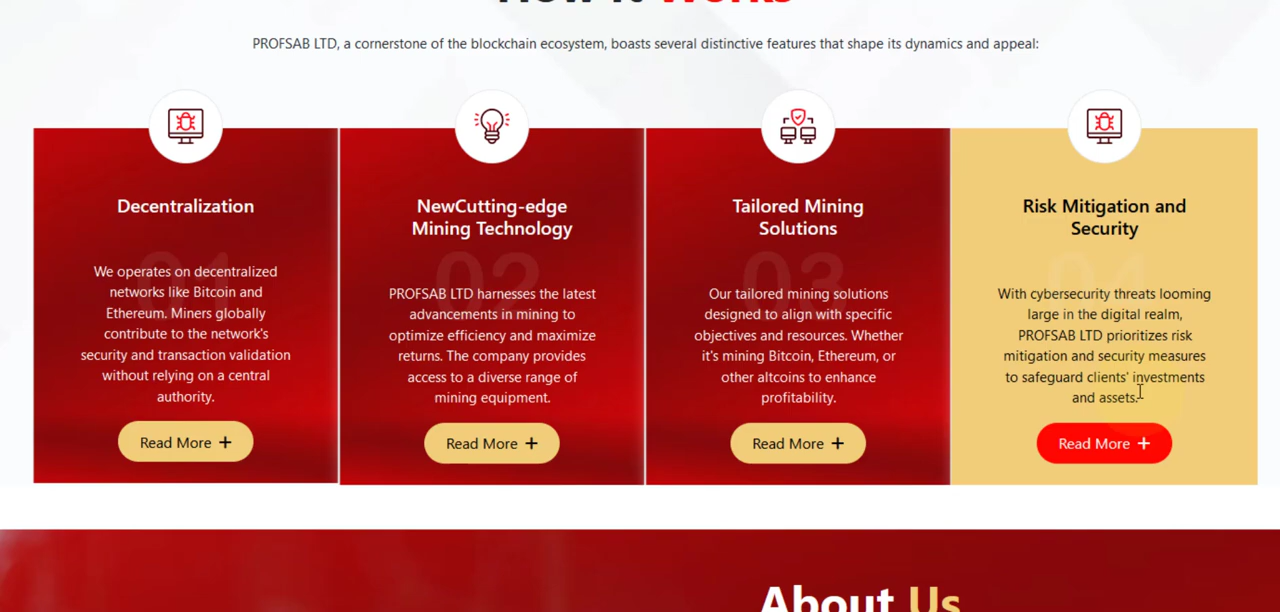 How It Works
PROFSAB LTD, a cornerstone of the blockchain ecosystem, boasts several distinctive features that shape its dynamics and appeal:
Decentralization
01
We operates on decentralized
networks like Bitcoin and
Ethereum. Miners globally
contribute to the network's
security and transaction validation
without relying on a central
authority.
Read More +
NewCutting-edge
Mining Technology
02
PROFSAB LTD harnesses the latest
advancements in mining to
optimize efficiency and maximize
returns. The company provides
access to a diverse range of
mining equipment.
Read More +
Tailored Mining
Solutions
03
Our tailored mining solutions
designed to align with specific
objectives and resources. Whether
it's mining Bitcoin, Ethereum, or
other altcoins to enhance
profitability.
Read More +
Risk Mitigation and
Security
04
With cybersecurity threats looming
large in the digital realm,
PROFSAB LTD prioritizes risk
mitigation and security measures
to safeguard clients' investments
and assets.
Read More +
About Us